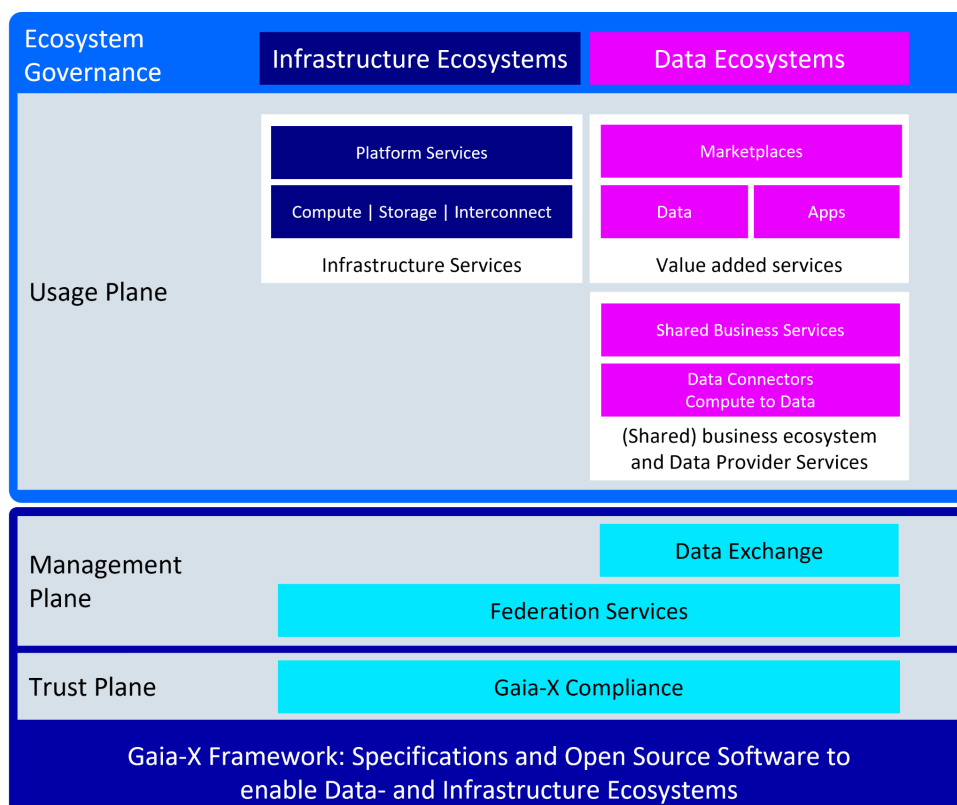 Ecosystem
Governance
Infrastructure Ecosystems
Data Ecosystems
Usage Plane
Platform Services
Compute | Storage | Interconnect
Infrastructure Services
Marketplaces
Data
Apps
Value added services
Shared Business Services
Data Connectors
Compute to Data
(Shared) business ecosystem
and Data Provider Services
Management
Plane
Data Exchange
Federation Services
Trust Plane
Gaia-X Compliance
Gaia-X Framework: Specifications and Open Source Software to
enable Data- and Infrastructure Ecosystems